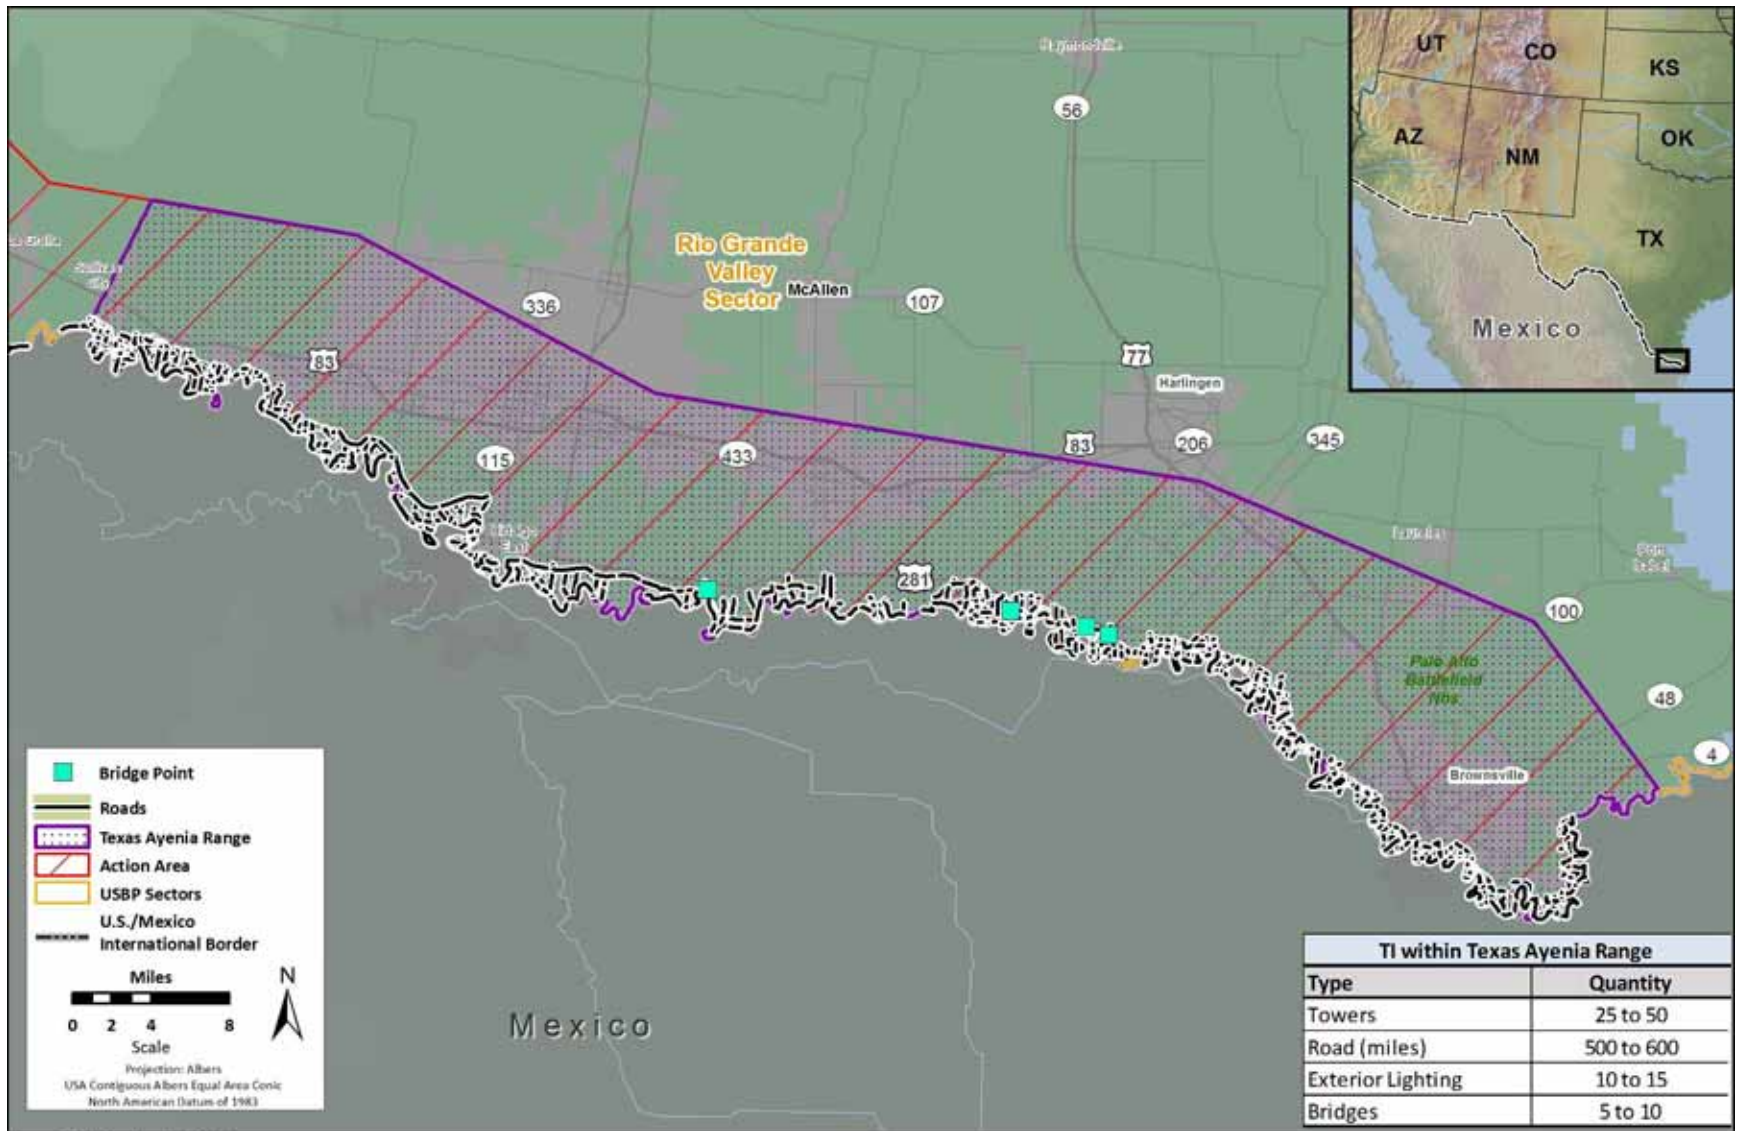 Raymondville
56
UT
CO
KS
AZ
NM
OK
TX
Mexico
Rio Grande
Valley
Sector
McAllen
336
107
77
83
Harlingen
115
433
83
206
345
281
100
Palo Alto
Battlefield
Nhs
48
4
Brownsville
Bridge Point
Roads
Texas Ayenia Range
Action Area
USBP Sectors
U.S./Mexico
International Border
Miles
N
0 2 4 8
Scale
Projection: Albers
USA Contiguous Albers Equal Area Conic
North American Datum of 1983
Mexico
TI within Texas Ayenia Range
Type Quantity
Towers 25 to 50
Road (miles) 500 to 600
Exterior Lighting 10 to 15
Bridges 5 to 10